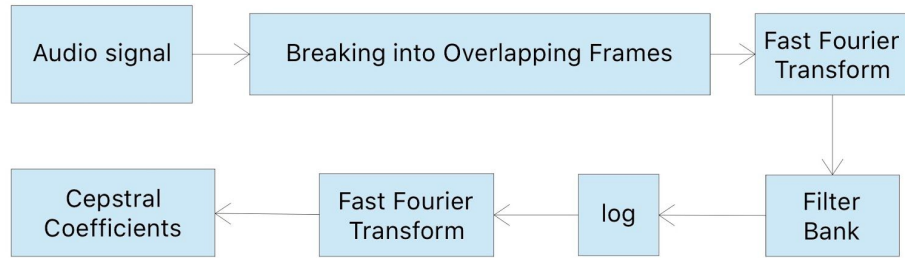 Audio signal
Breaking into Overlapping Frames
Fast Fourier
Transform
Filter
Bank
log
Fast Fourier
Transform
Cepstral
Coefficients